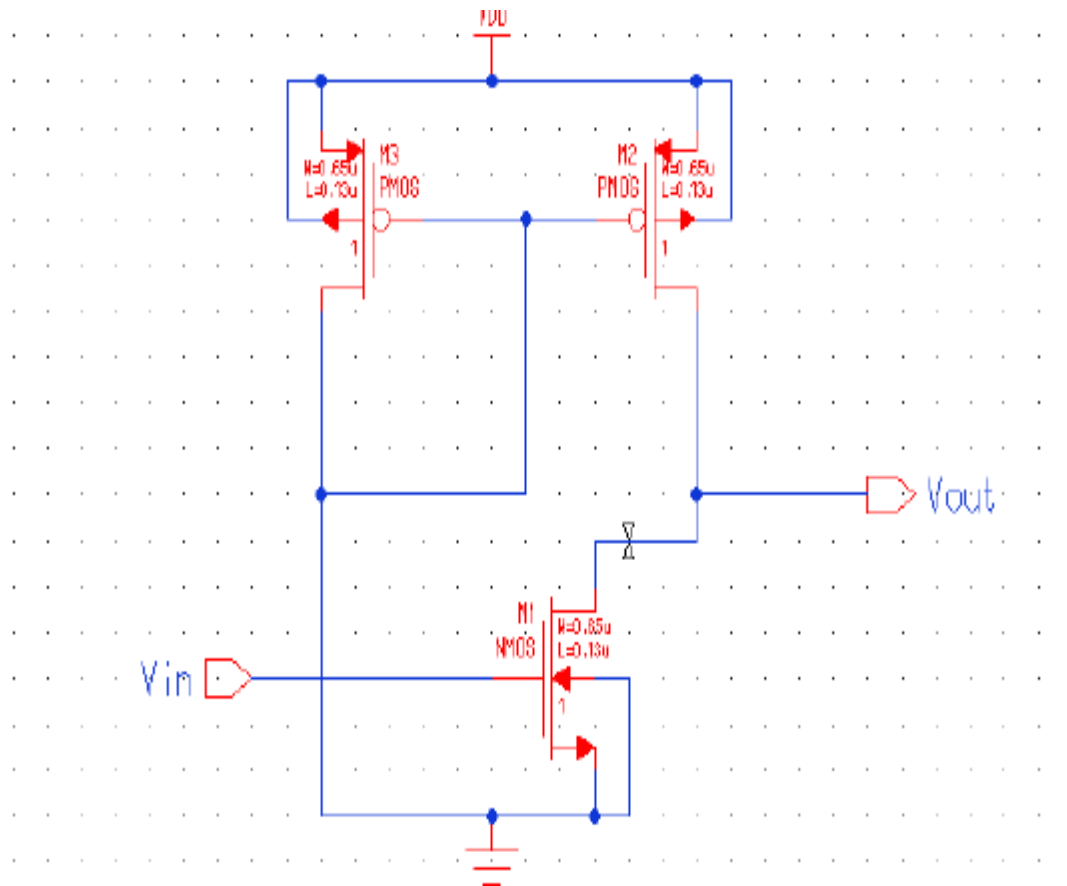 VDD
M3
W=0.65u
L=0.13u
PMOS
1
M2
W=0.65u
L=0.13u
PMOS
1
Vout
M1
W=0.65u
NMOS
L=0.13u
1
Vin